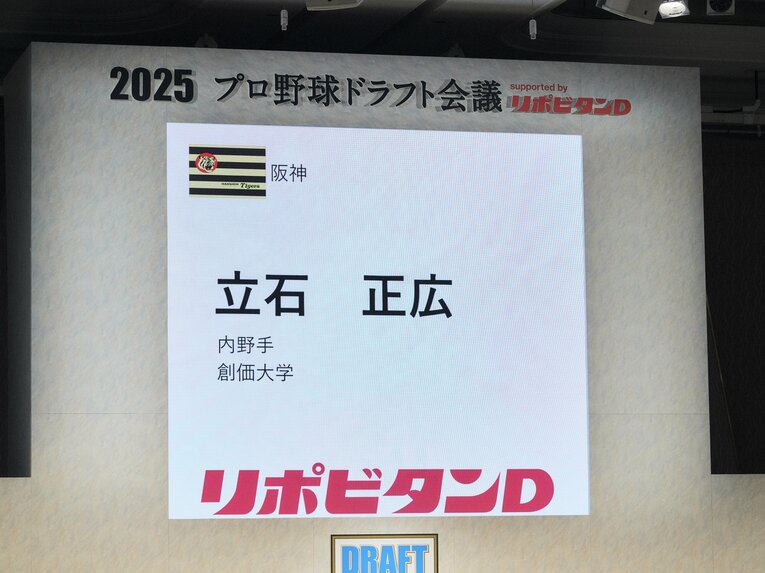 2025 プロ野球ドラフト会議 supported by リポビタンD
阪神
Tigers
立石 正広
内野手
創価大学
リポビタンD
DRAFT